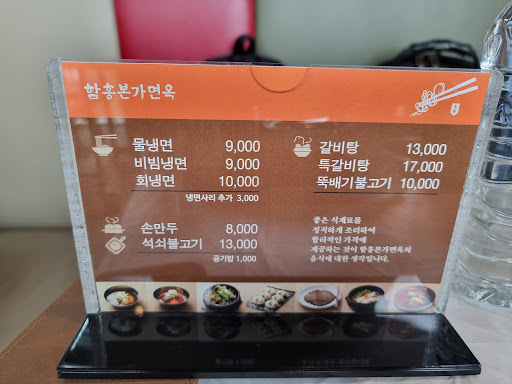 함흥본가면옥
물냉면 9,000
비빔냉면 9,000
회냉면 10,000
냉면사리 추가 3,000
손만두 8,000
석쇠불고기 13,000
공기밥 1,000
갈비탕 13,000
특갈비탕 17,000
뚝배기불고기 10,000
좋은 식재료를
정직하게 조리하여
합리적인 가격에
제공하는 것이 함흥본가면옥의
음식에 대한 생각입니다.